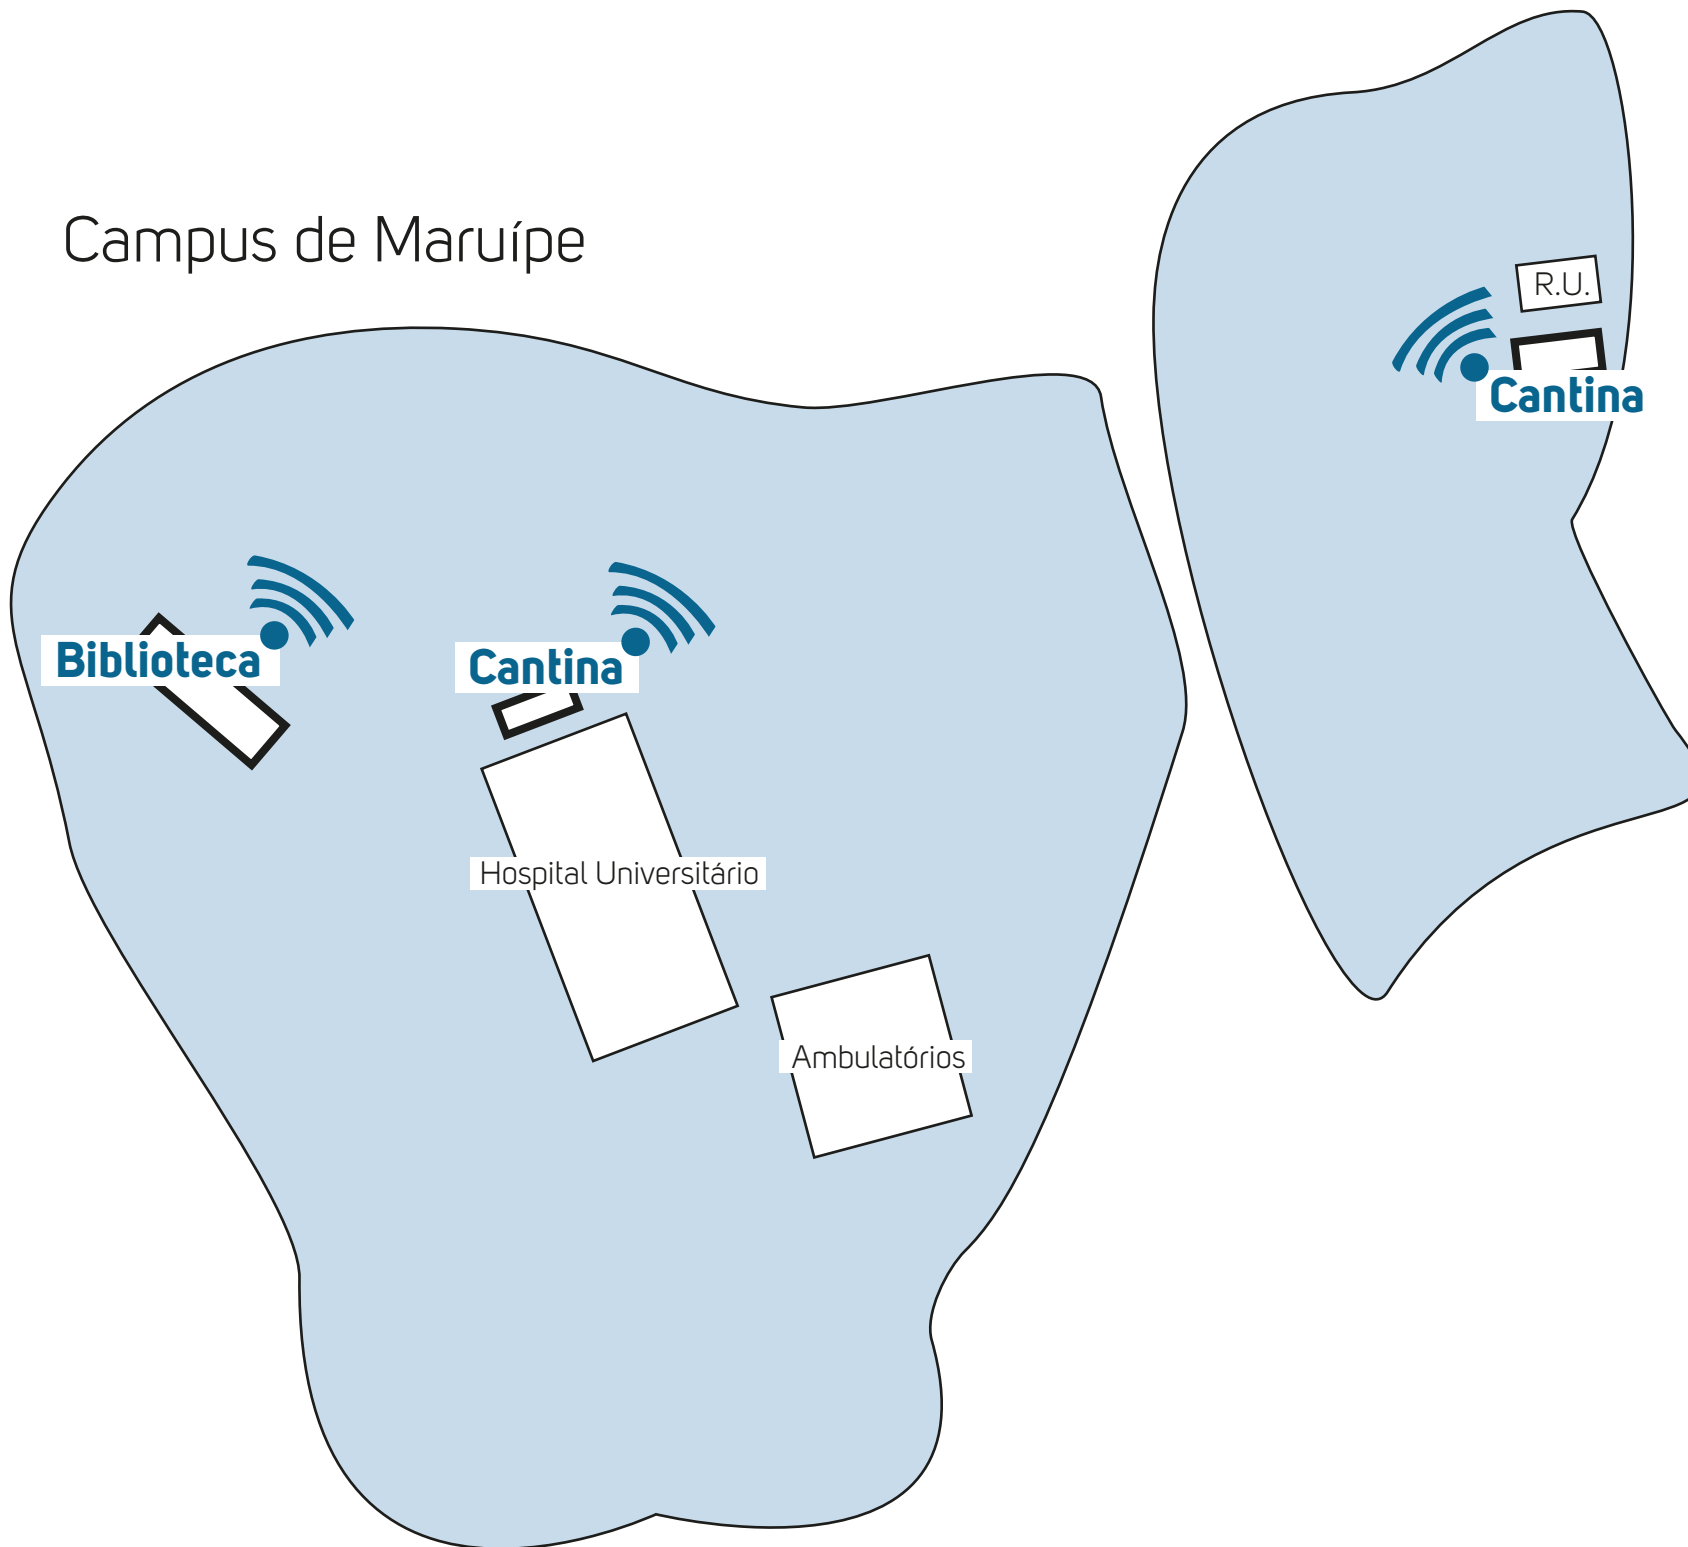 Campus de Maruípe
R.U.
Cantina
Biblioteca
Cantina
Hospital Universitário
Ambulatórios